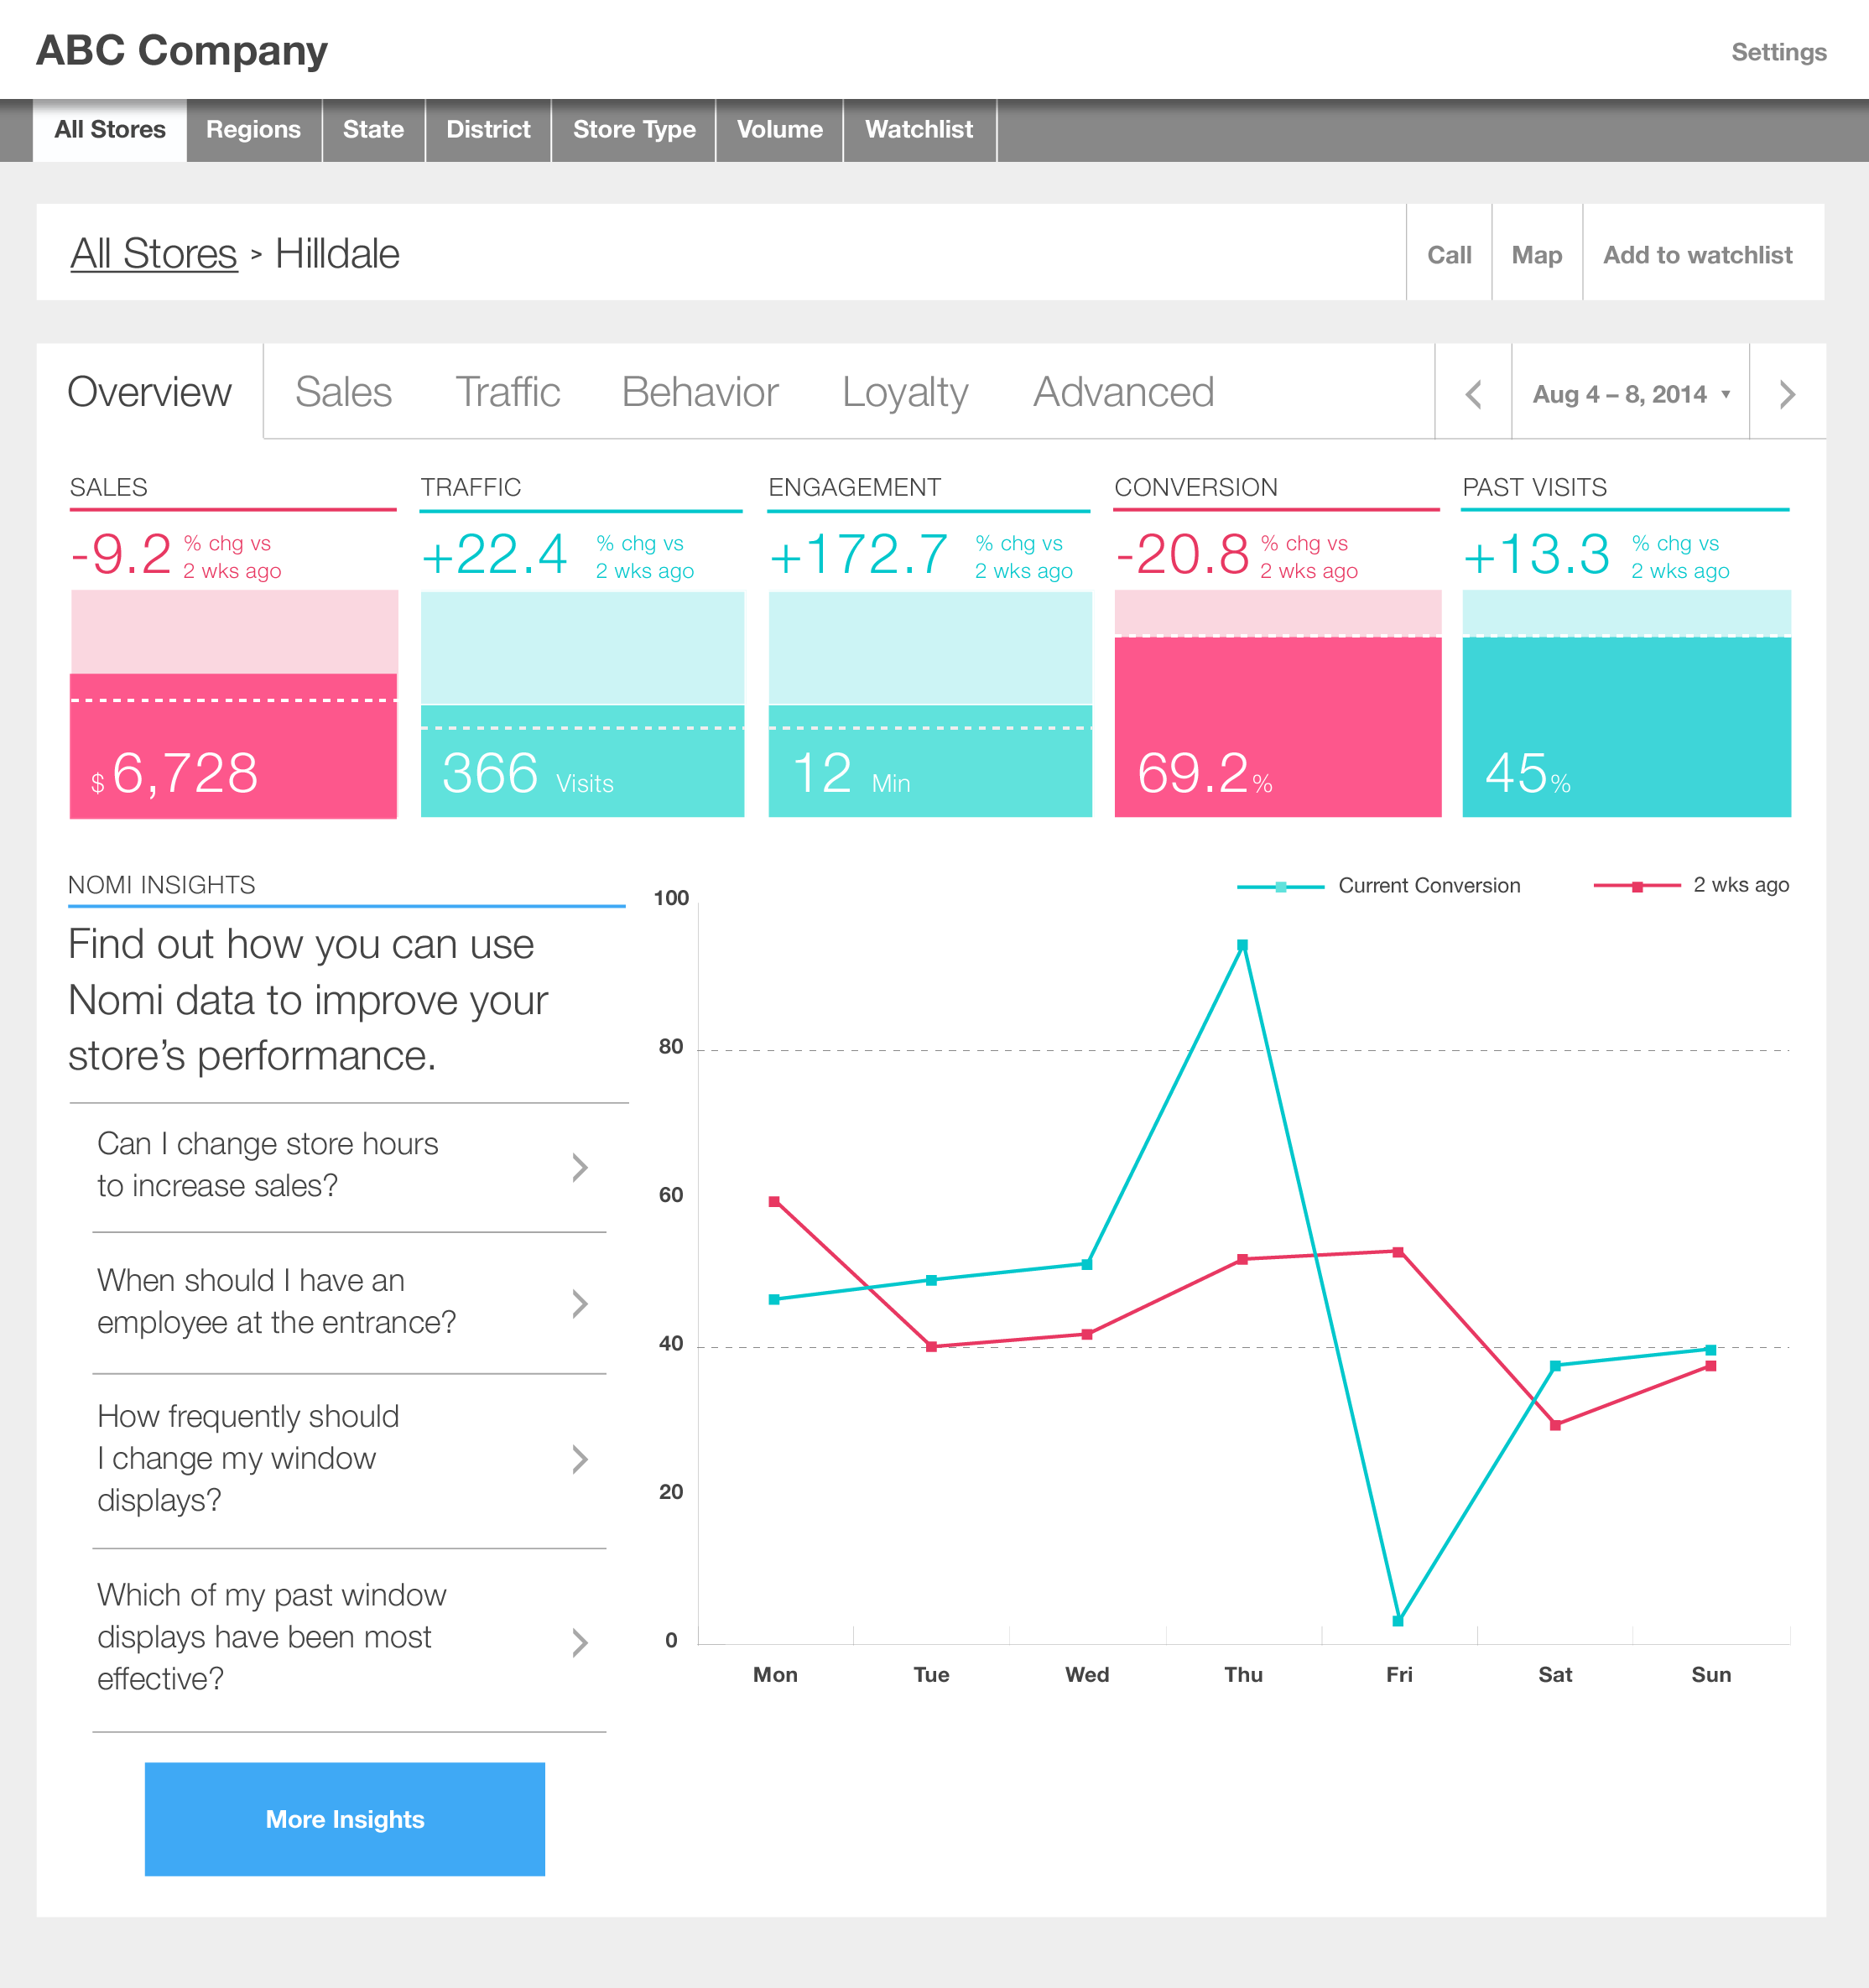 ABC Company
Settings
All Stores
Regions
State
District
Store Type
Volume
Watchlist
All Stores > Hilldale
Call
Map
Add to watchlist
Overview
Sales
Traffic
Behavior
Loyalty
Advanced
Aug 4 – 8, 2014
SALES
-9.2
% chg vs
2 wks ago
$ 6,728
TRAFFIC
+22.4
% chg vs
2 wks ago
366 Visits
ENGAGEMENT
+172.7
% chg vs
2 wks ago
12 Min
CONVERSION
-20.8
% chg vs
2 wks ago
69.2%
PAST VISITS
+13.3
% chg vs
2 wks ago
45%
NOMI INSIGHTS
Find out how you can use
Nomi data to improve your
store’s performance.
Can I change store hours
to increase sales?
When should I have an
employee at the entrance?
How frequently should
I change my window
displays?
Which of my past window
displays have been most
effective?
More Insights
Current Conversion
2 wks ago
100
80
60
40
20
0
Mon
Tue
Wed
Thu
Fri
Sat
Sun